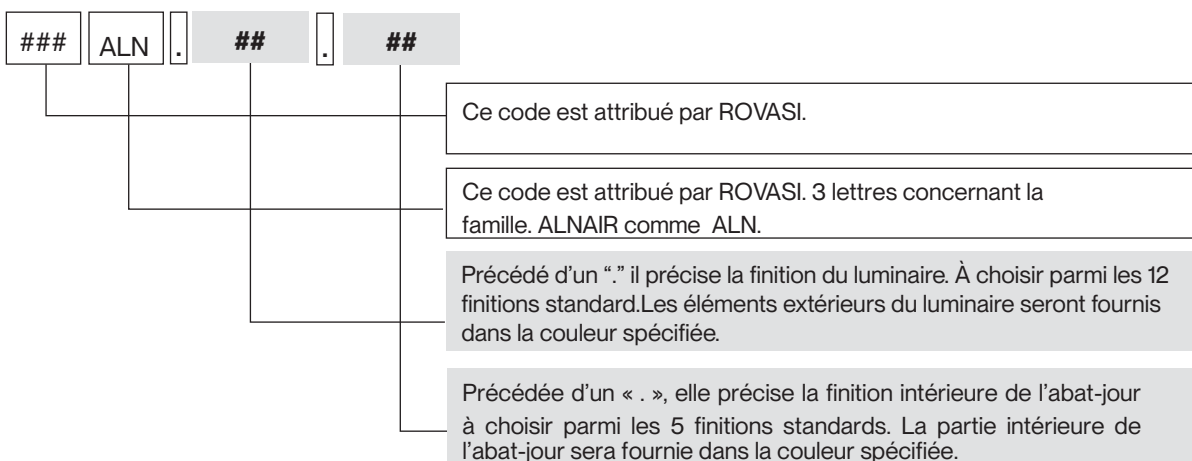 ### ALN . ## . ##
Ce code est attribué par ROVASI.
Ce code est attribué par ROVASI. 3 lettres concernant la
famille. ALNAIR comme ALN.
Précédé d’un “.” il précise la finition du luminaire. À choisir parmi les 12
finitions standard.Les éléments extérieurs du luminaire seront fournis
dans la couleur spécifiée.
Précédée d’un « . », elle précise la finition intérieure de l’abat-jour
à choisir parmi les 5 finitions standards. La partie intérieure de
l’abat-jour sera fournie dans la couleur spécifiée.